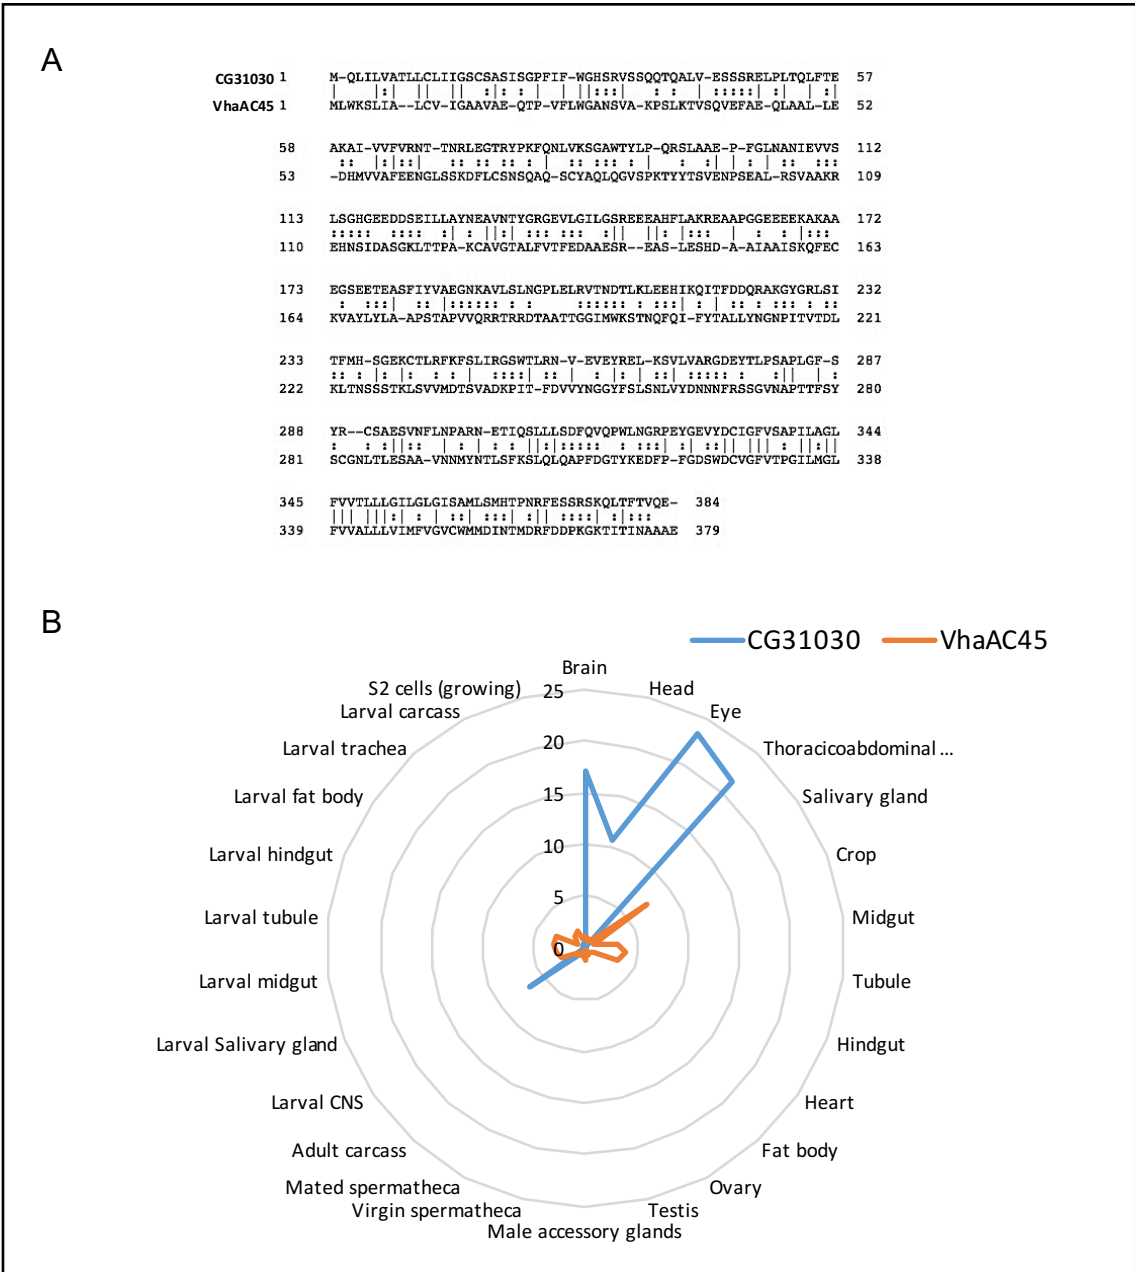 A
CG31030 1 M-QLILVATLLCLIIGSCSASISGPFIF-WGHSRVSSQQTQALV-ESSSRELPLTQLFTE 57
VhaAC45 1 MLWKSLIA--LCV-IGAAVAE-QTP-VFLWGANSVA-KPSLKTVSQVEFAE-QLAAL-LE 52
58 AKAI-VVFVRNT-TNRLEGTRYPKFQNLVKSGAWTYLP-QRSLAAE-P-FGLNANIEVVS 112
53 -DHMVVAFEENGLSSKDFLCSNSQAQ-SCYAQLQGVSPKTYYTSVENPSEAL-RSVAAKR 109
113 LSGHGEEDDSEILLAYNEAVNTYGRGEVLGILGSREEEAHFLAKREAAPGGEEEEKAKAA 172
110 EHNSIDASGKLTTPA-KCAVGTALFVTFEDAAESR--EAS-LESHD-A-AIAAISKQFEC 163
173 EGSEETEASFIYVAEGNKAVLSLNGPLELRVTNDTLKLEEHIKQITFDDQRAKGYGRLSI 232
164 KVAYLYLA-APSTAPVVQRRTRRDTAATTGGIMWKSTNQFQI-FYTALLYNGNPITVTDL 221
233 TFMH-SGEKCTLRFKFSLIRGSWTLRN-V-EVEYREL-KSVLVARGDEYTLPSAPLGF-S 287
222 KLTNSSSTKLSVVMDTSVADKPIT-FDVVYNGGYFSLSNLVYDNNNFRSSGVNAPTTFSY 280
288 YR--CSAESVNFLNPARN-ETIQSLLLSDFQVQPWLNGRPEYGEVYDCIGFVSAPILAGL 344
281 SCGNLTLESAA-VNNMYNTLSFKSLQLQAPFDGTYKEDFP-FGDSWDCVGFVTPGILMGL 338
345 FVVTLLLGILGLGISAMLSMHTPNRFESSRSKQLTFTVQE- 384
339 FVVALLLVIMFVGVCWMMDINTMDRFDDPKGKTITINAAAE 379
B
CG31030 VhaAC45
Brain
Head
Eye
Thoracicoabdominal ...
Salivary gland
Crop
Midgut
Tubule
Hindgut
Heart
Fat body
Ovary
Testis
Male accessory glands
Virgin spermatheca
Mated spermatheca
Adult carcass
Larval CNS
Larval Salivary gland
Larval midgut
Larval tubule
Larval hindgut
Larval fat body
Larval trachea
Larval carcass
S2 cells (growing)
25
20
15
10
5
0